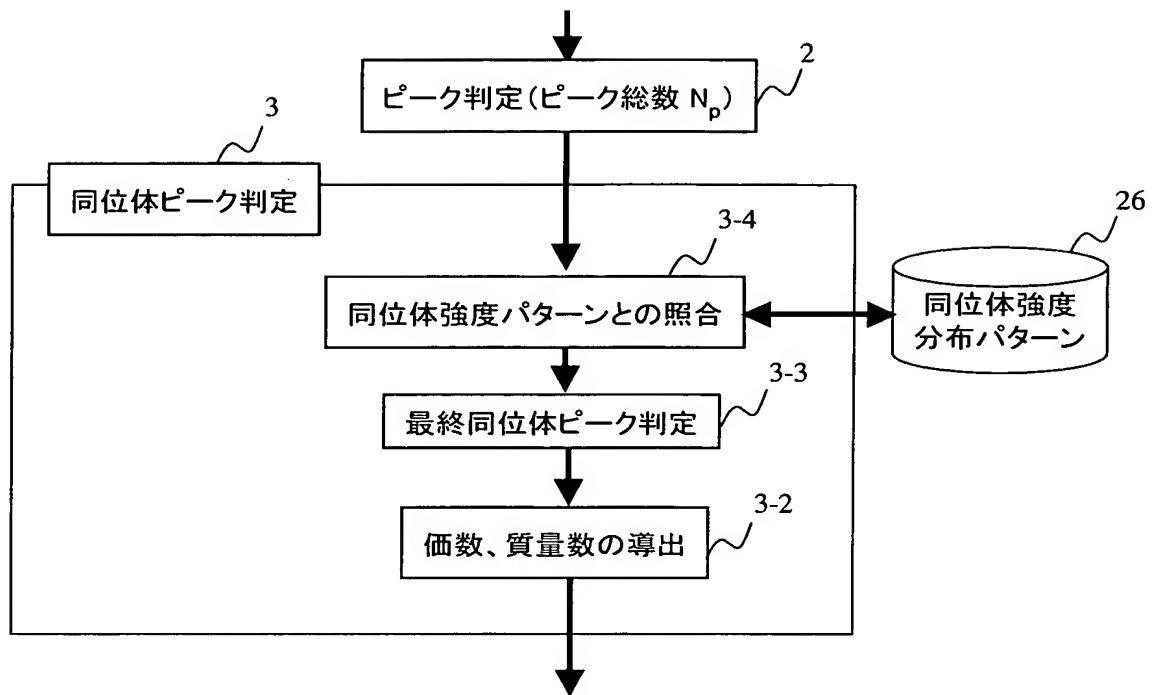 2
ピーク判定(ピーク総数 Np)
3
同位体ピーク判定
3-4
26
同位体強度パターンとの照合
同位体強度
分布パターン
3-3
最終同位体ピーク判定
3-2
価数、質量数の導出